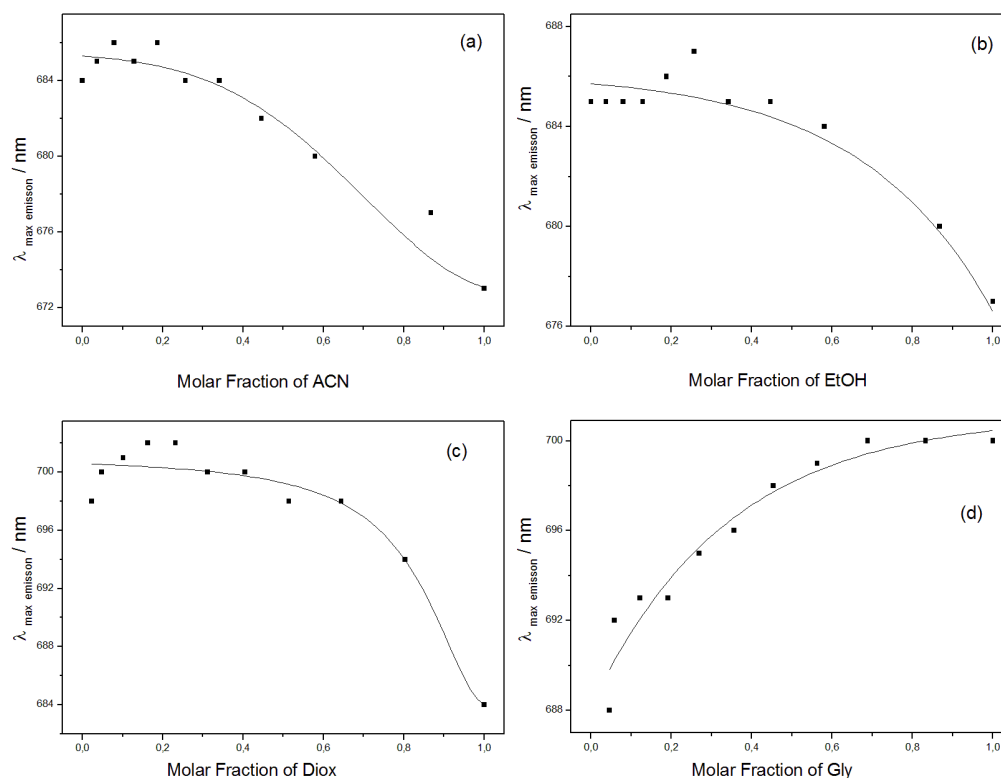 (a)
λ max emisson / nm
684
680
676
672
0,0 0,2 0,4 0,6 0,8 1,0
Molar Fraction of ACN
(b)
λ max emisson / nm
688
684
680
676
0,0 0,2 0,4 0,6 0,8 1,0
Molar Fraction of EtOH
(c)
λ max emisson / nm
700
696
692
688
684
0,0 0,2 0,4 0,6 0,8 1,0
Molar Fraction of Diox
(d)
λ max emisson / nm
700
696
692
688
0,0 0,2 0,4 0,6 0,8 1,0
Molar Fraction of Gly